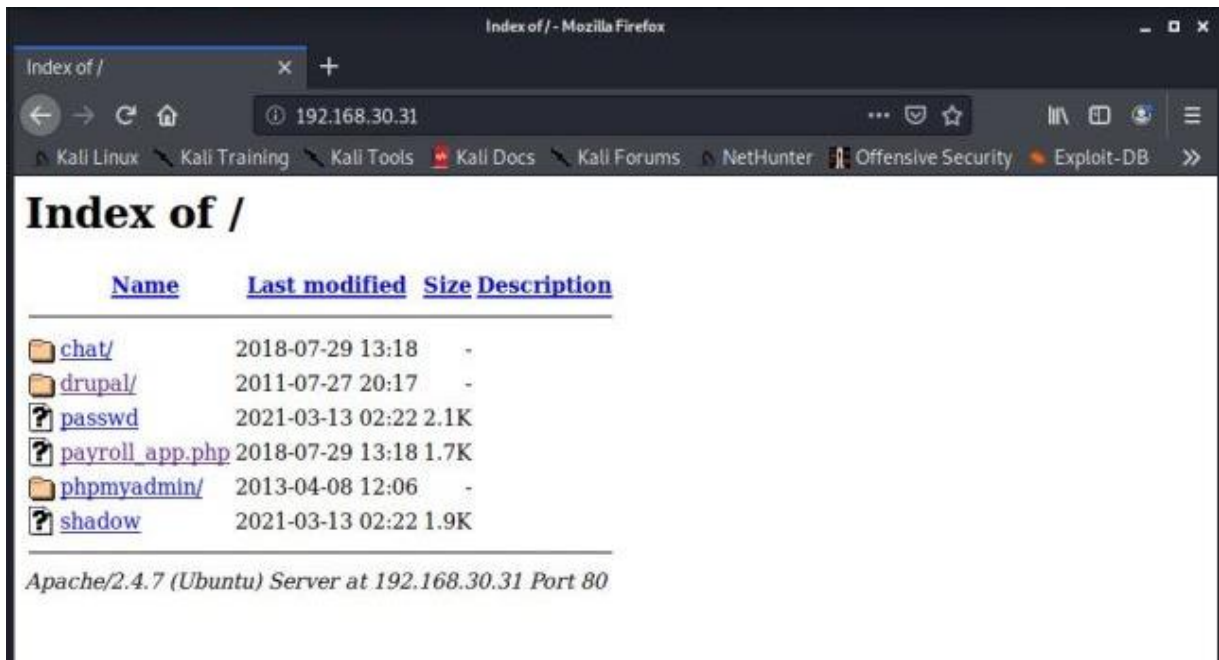 Index of / - Mozilla Firefox
Index of /
192.168.30.31
Kali Linux Kali Training Kali Tools Kali Docs Kali Forums NetHunter Offensive Security Exploit-DB
Index of /
Name Last modified Size Description
chat/ 2018-07-29 13:18 -
drupal/ 2011-07-27 20:17 -
passwd 2021-03-13 02:22 2.1K
payroll_app.php 2018-07-29 13:18 1.7K
phpmyadmin/ 2013-04-08 12:06 -
shadow 2021-03-13 02:22 1.9K
Apache/2.4.7 (Ubuntu) Server at 192.168.30.31 Port 80